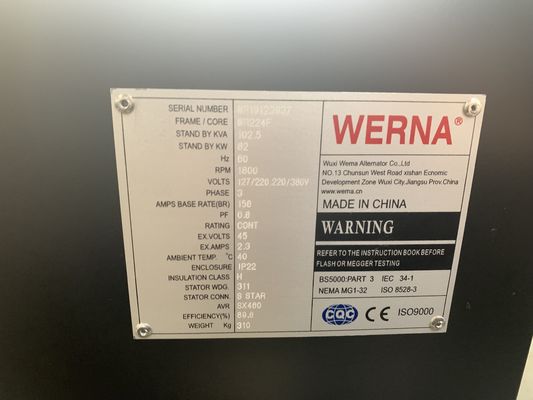 SERIAL NUMBER
FRAME / CORE WR224F
STAND BY KVA 102.5
STAND BY KW 82
Hz 60
RPM 1800
VOLTS 127/220 220/380V
PHASE 3
AMPS BASE RATE(BR) 156
PF 0.8
RATING CONT
EX.VOLTS 45
EX.AMPS 2.3
AMBIENT TEMP. °C 40
ENCLOSURE IP22
INSULATION CLASS H
STATOR WDG. 311
STATOR CONN. S STAR
AVR SX460
EFFICIENCY(%) 89.8
WEIGHT Kg 310
WERNA®
Wuxi Werna Alternator Co.,Ltd
NO.13 Chunsun West Road xishan Ecnomic
Development Zone Wuxi City,Jiangsu Prov.China
www.werna.cn
MADE IN CHINA
WARNING
REFER TO THE INSTRUCTION BOOK BEFORE
FLASH OR MEGGER TESTING
BS5000:PART 3 IEC 34-1
NEMA MG1-32 ISO 8528-3
CQC CE ISO9000